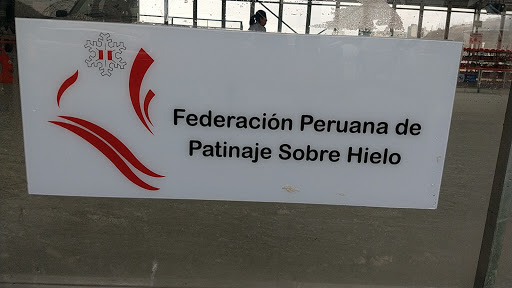 Federación Peruana de
Patinaje Sobre Hielo